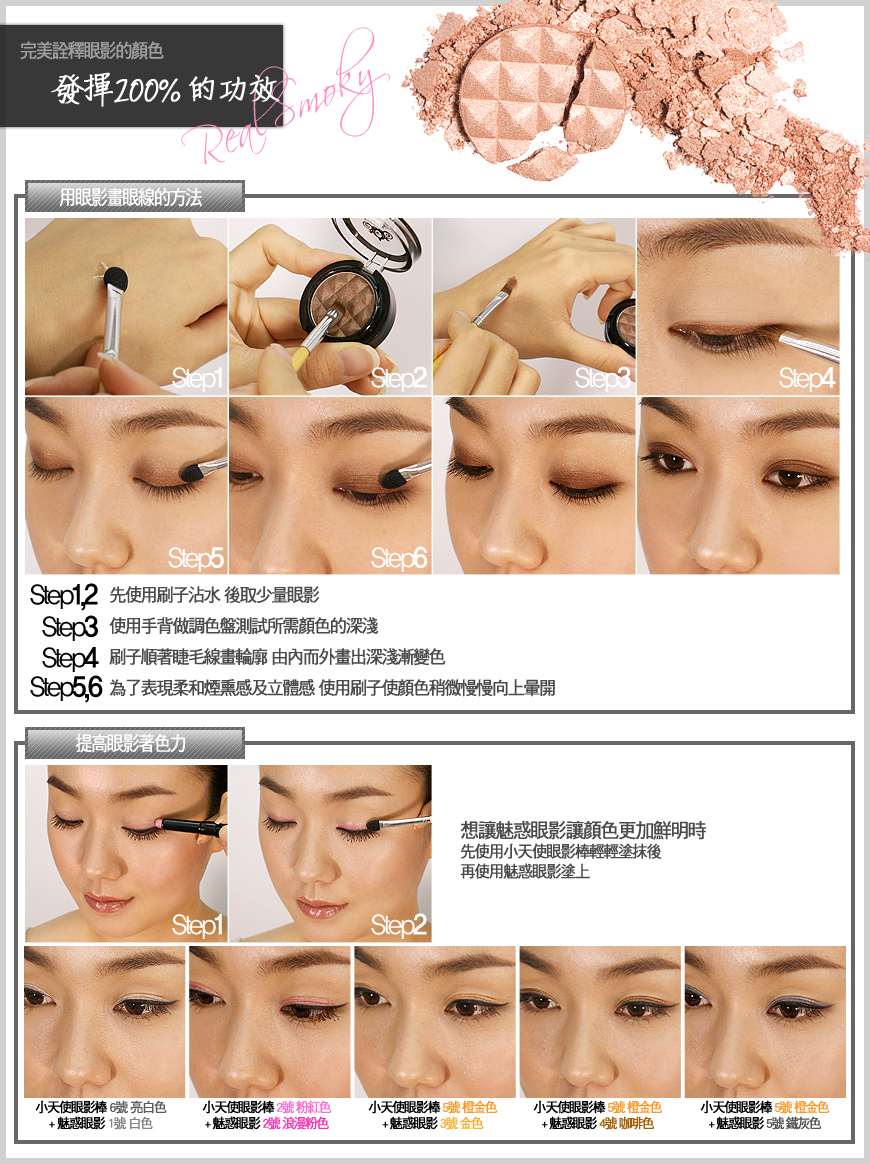 完美詮釋眼影的顏色
發揮200%的功效
Real Smoky
用眼影畫眼線的方法
Step1
Step2
Step3
Step4
Step5
Step6
Step1,2 先使用刷子沾水 後取少量眼影
Step3 使用手背做調色盤測試所需顏色的深淺
Step4 刷子順著睫毛線畫輪廓 由內而外畫出深淺漸變色
Step5,6 為了表現柔和煙熏感及立體感 使用刷子使顏色稍微慢慢向上暈開
提高眼影著色力
Step1
Step2
想讓魅惑眼影讓顏色更加鮮明時
先使用小天使眼影棒輕輕塗抹後
再使用魅惑眼影塗上
小天使眼影棒 6號 亮白色
+ 魅惑眼影 1號 白色
小天使眼影棒 2號 粉紅色
+ 魅惑眼影 2號 浪漫粉色
小天使眼影棒 5號 橙金色
+ 魅惑眼影 3號 金色
小天使眼影棒 5號 橙金色
+ 魅惑眼影 4號 咖啡色
小天使眼影棒 5號 橙金色
+ 魅惑眼影 5號 鐵灰色